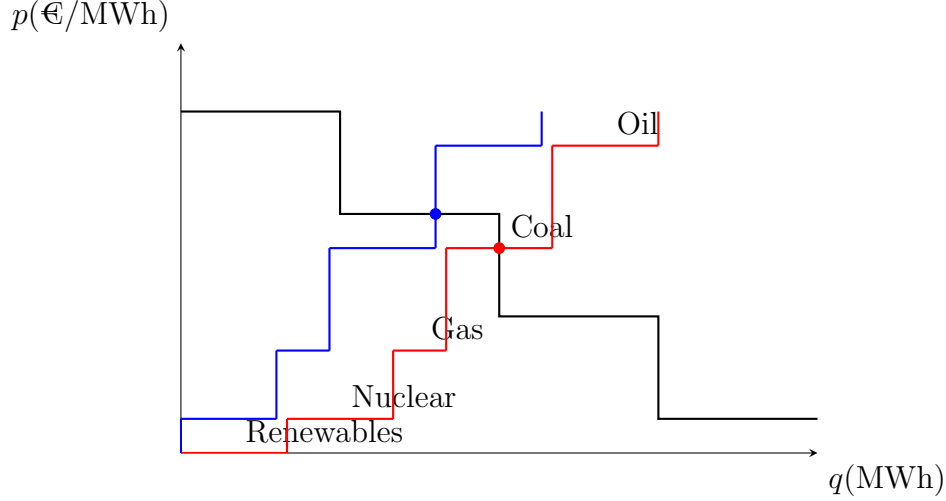 p(€/MWh)
Oil
Coal
Gas
Nuclear
Renewables
q(MWh)